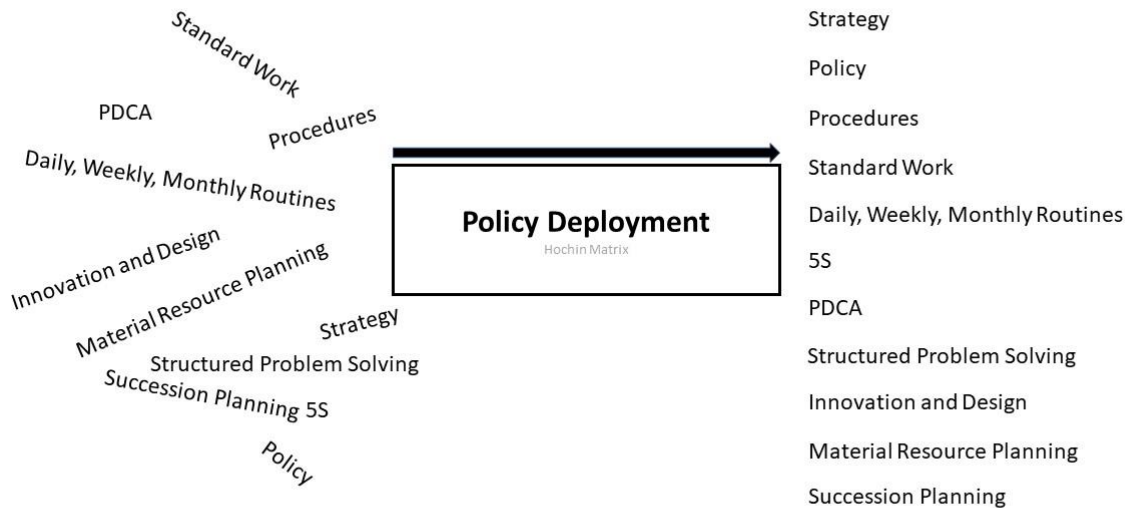 Standard Work
PDCA
Procedures
Daily, Weekly, Monthly Routines
Innovation and Design
Material Resource Planning
Strategy
Structured Problem Solving
Succession Planning 5S
Policy
Policy Deployment
Hochin Matrix
Strategy
Policy
Procedures
Standard Work
Daily, Weekly, Monthly Routines
5S
PDCA
Structured Problem Solving
Innovation and Design
Material Resource Planning
Succession Planning